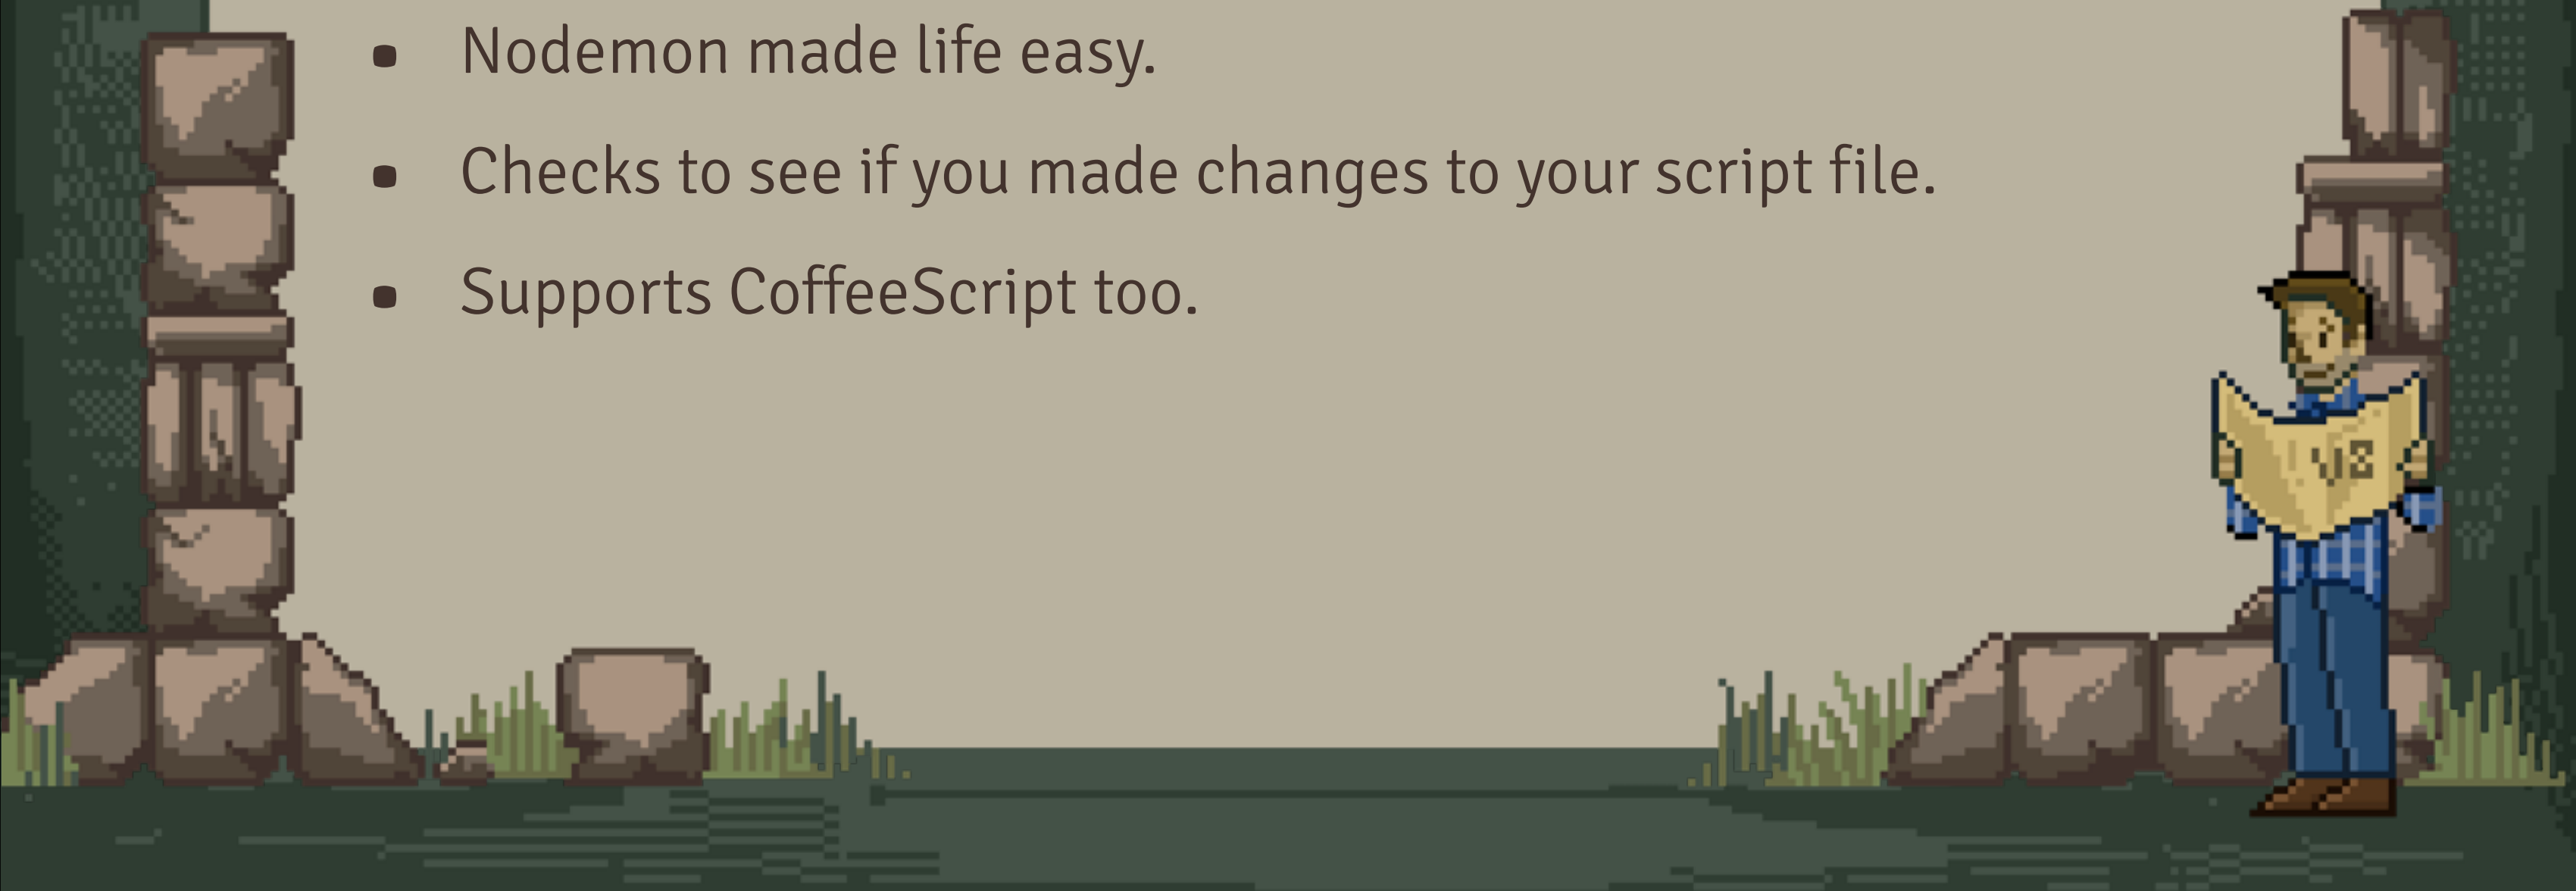 Nodemon made life easy.
Checks to see if you made changes to your script file.
Supports CoffeeScript too.
V8